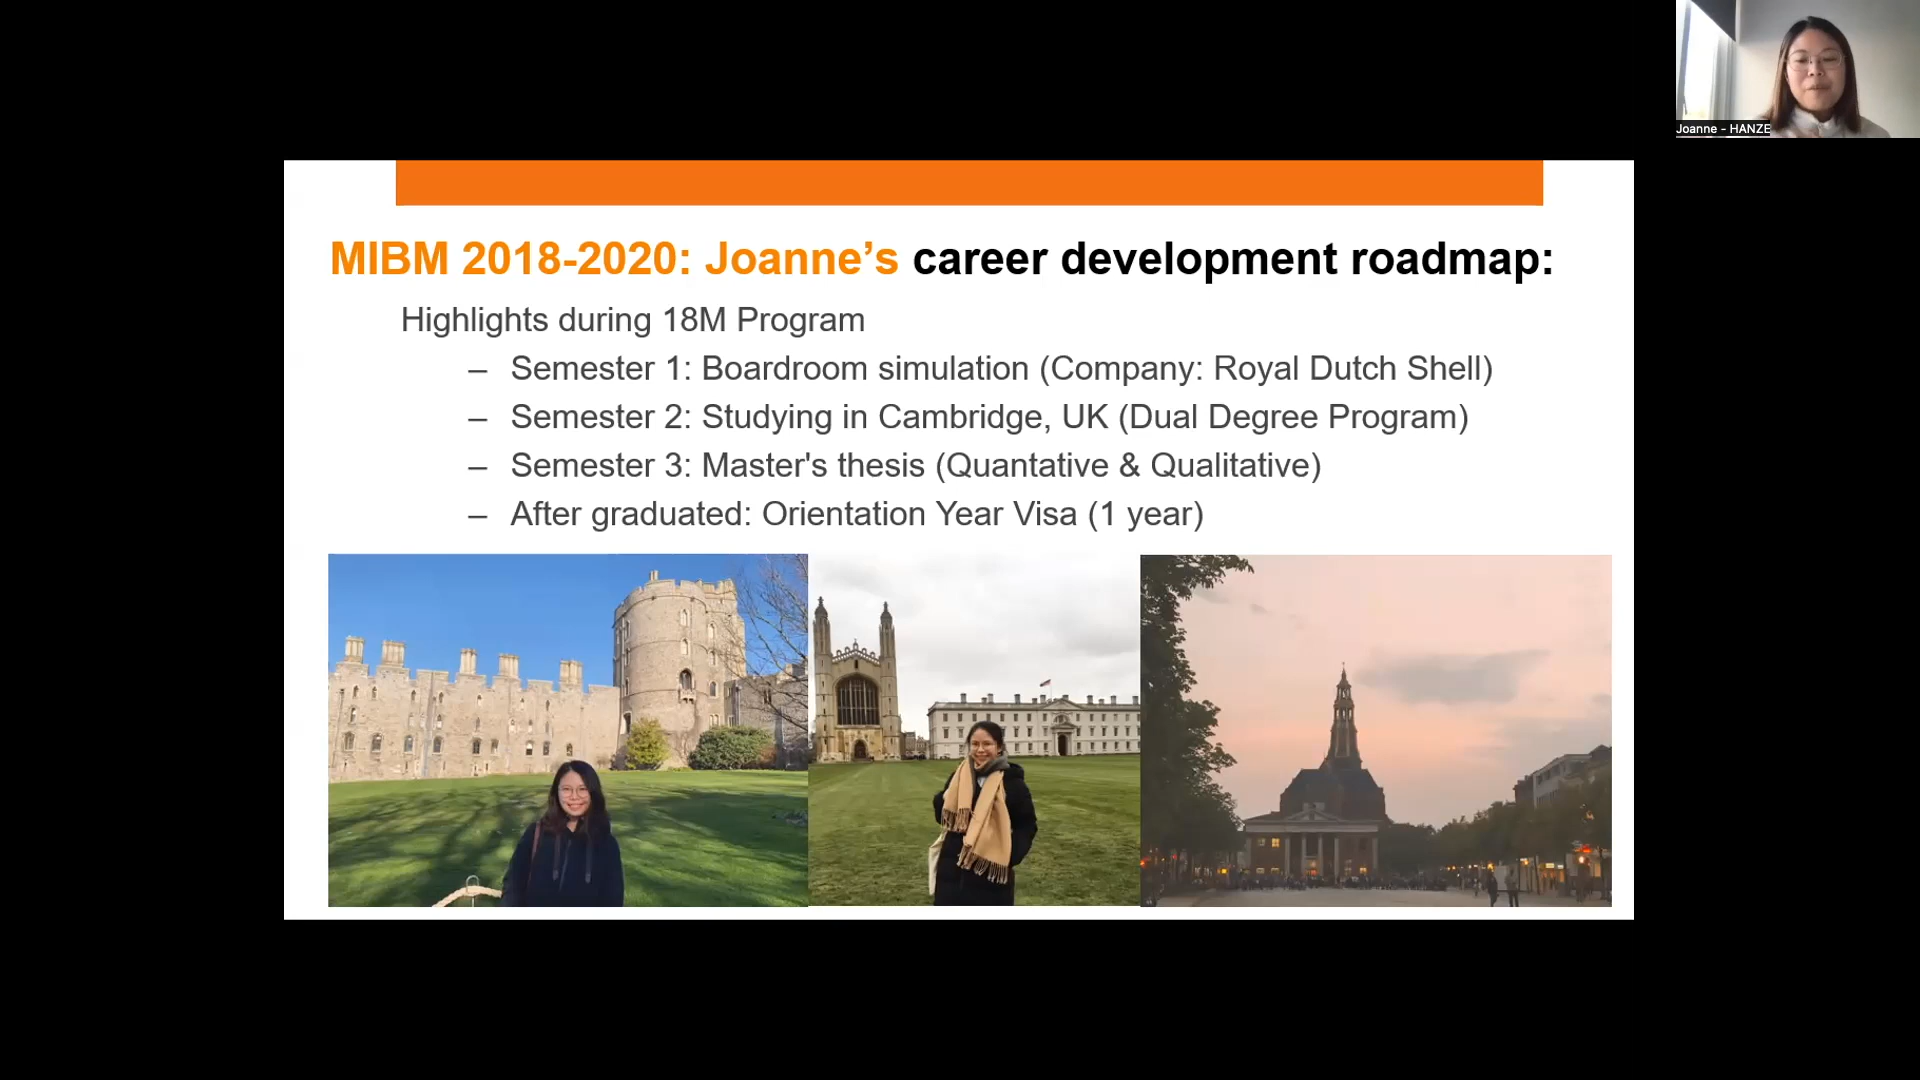 Joanne - HANZE
MIBM 2018-2020: Joanne’s career development roadmap:
Highlights during 18M Program
– Semester 1: Boardroom simulation (Company: Royal Dutch Shell)
– Semester 2: Studying in Cambridge, UK (Dual Degree Program)
– Semester 3: Master's thesis (Quantative & Qualitative)
– After graduated: Orientation Year Visa (1 year)